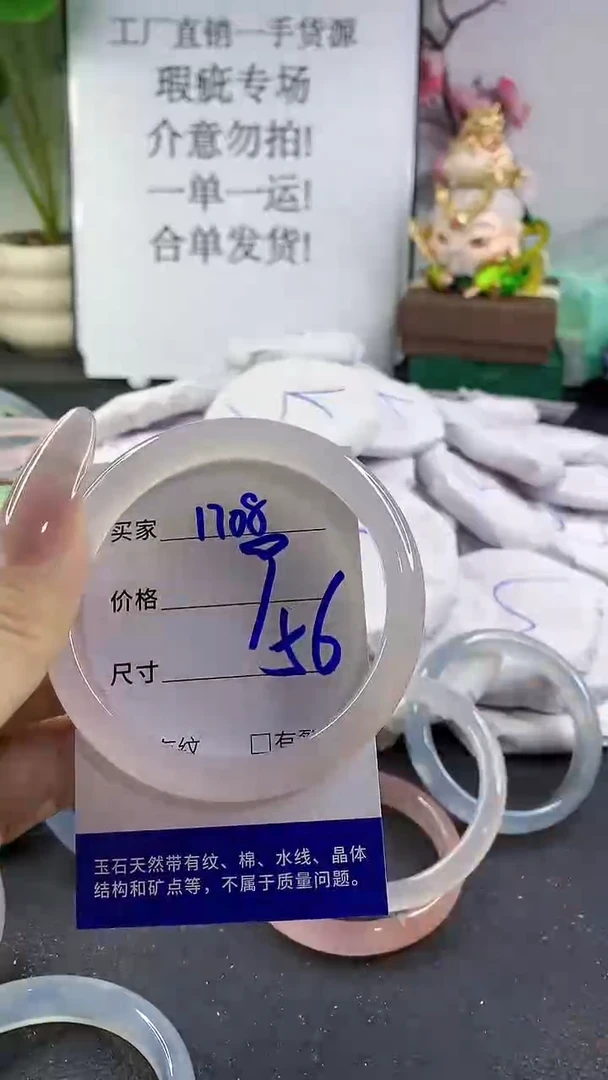 工厂直销一手货源
瑕疵专场
介意勿拍!
一单一运!
合单发货!
买家 1708
价格
尺寸 56
纹 □有
玉石天然带有纹、棉、水线、晶体
结构和矿点等，不属于质量问题。